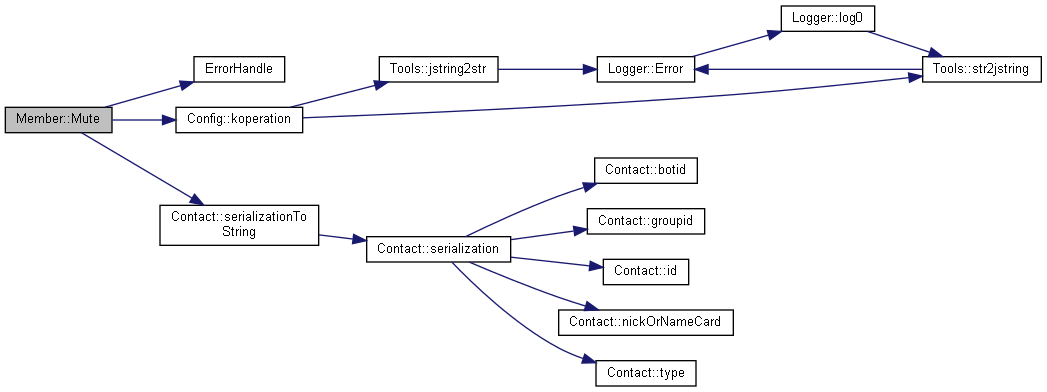 Logger::log0
ErrorHandle
Tools::jstring2str
Logger::Error
Tools::str2jstring
Member::Mute
Config::koperation
Contact::botid
Contact::serializationTo
String
Contact::groupid
Contact::serialization
Contact::id
Contact::nickOrNameCard
Contact::type